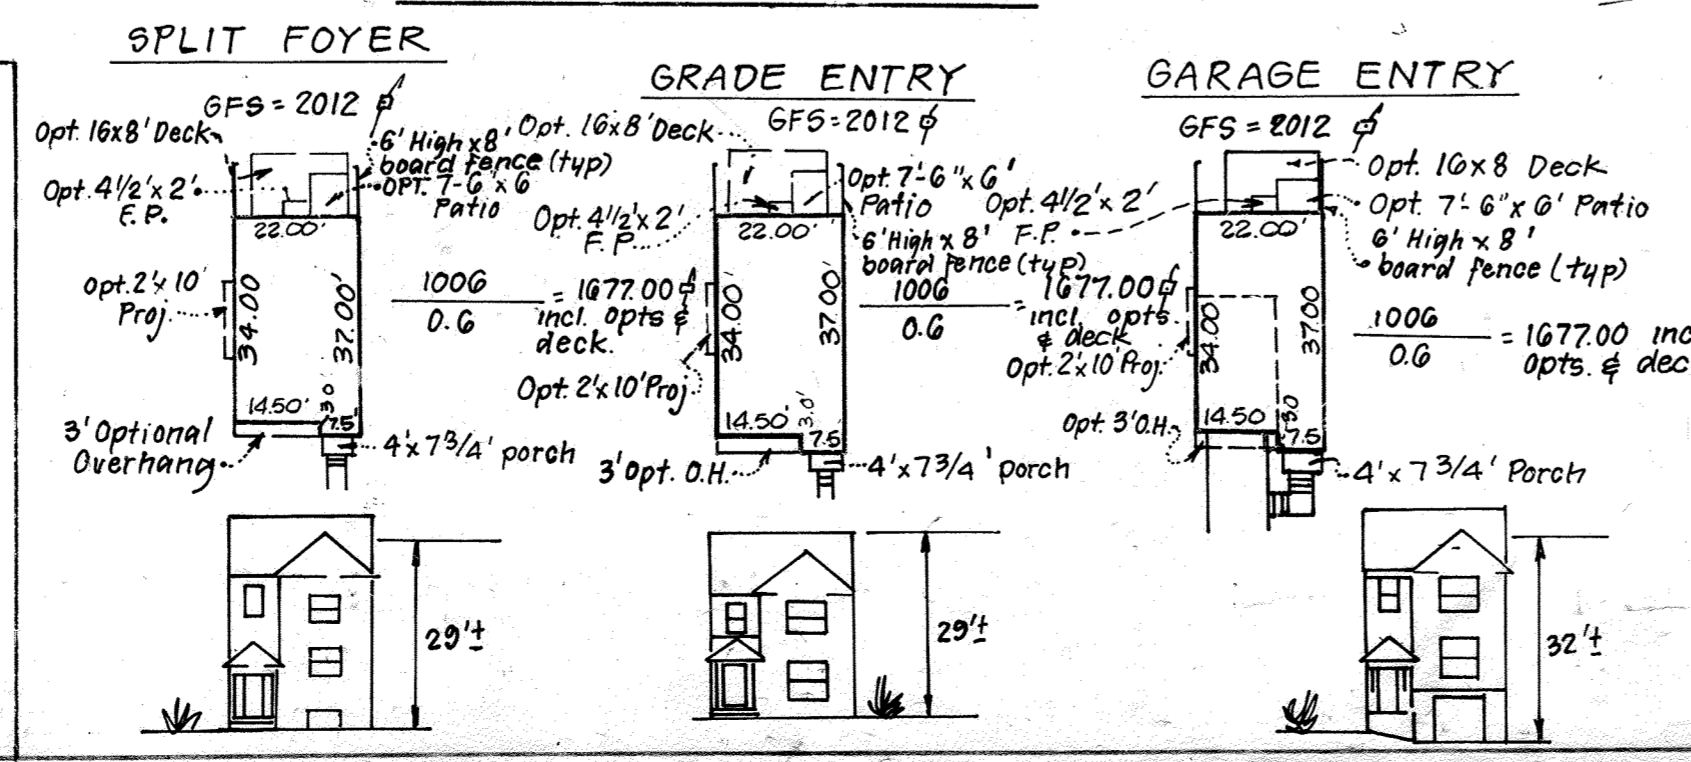 SPLIT FOYER
GFS = 2012
Opt. 16x8' Deck
6' High x 8'
board fence (typ)
Opt. 4 1/2' x 2'
F.P.
OPT. 7'-6" x 6'
Patio
22.00'
Opt. 2' x 10'
Proj.
34.00
37.00'
1006
0.6
= 1677.00
incl. opts &
deck.
14.50'
3.0'
7.5
3' Optional
Overhang
4' x 7 3/4' porch
29'±
GRADE ENTRY
GFS = 2012
Opt. 16x8' Deck
Opt. 7'-6" x 6'
Patio
Opt. 4 1/2' x 2'
F.P.
6' High x 8'
board fence (typ)
22.00'
34.00'
37.00'
1006
0.6
= 1677.00
incl. opts
& deck
Opt. 2' x 10' Proj
14.50'
3.0'
7.5
3' Opt. O.H.
4' x 7 3/4' porch
29'±
GARAGE ENTRY
GFS = 2012
Opt. 16x8 Deck
Opt. 7'-6" x 6' Patio
Opt. 4 1/2' x 2'
F.P.
6' High x 8'
board fence (typ)
22.00'
34.00
37.00
1006
0.6
= 1677.00 inc
opts. & dec
Opt. 2' x 10' Proj.
Opt. 3' O.H.
14.50
3.0
7.5
4' x 7 3/4' Porch
32'±